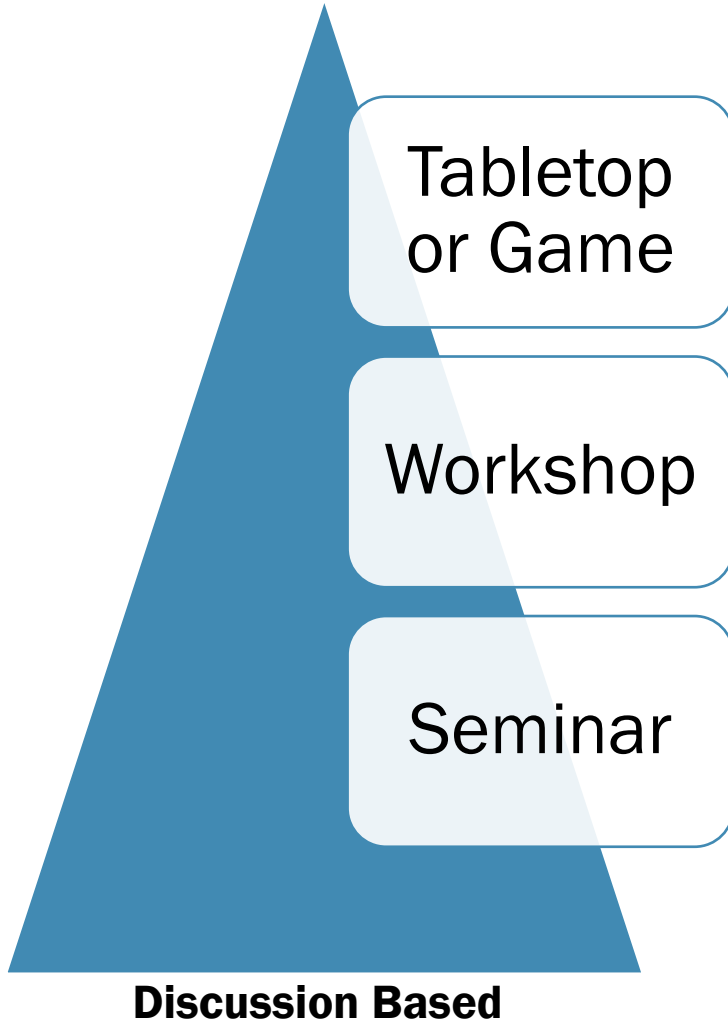 Tabletop
or Game
Workshop
Seminar
Discussion Based